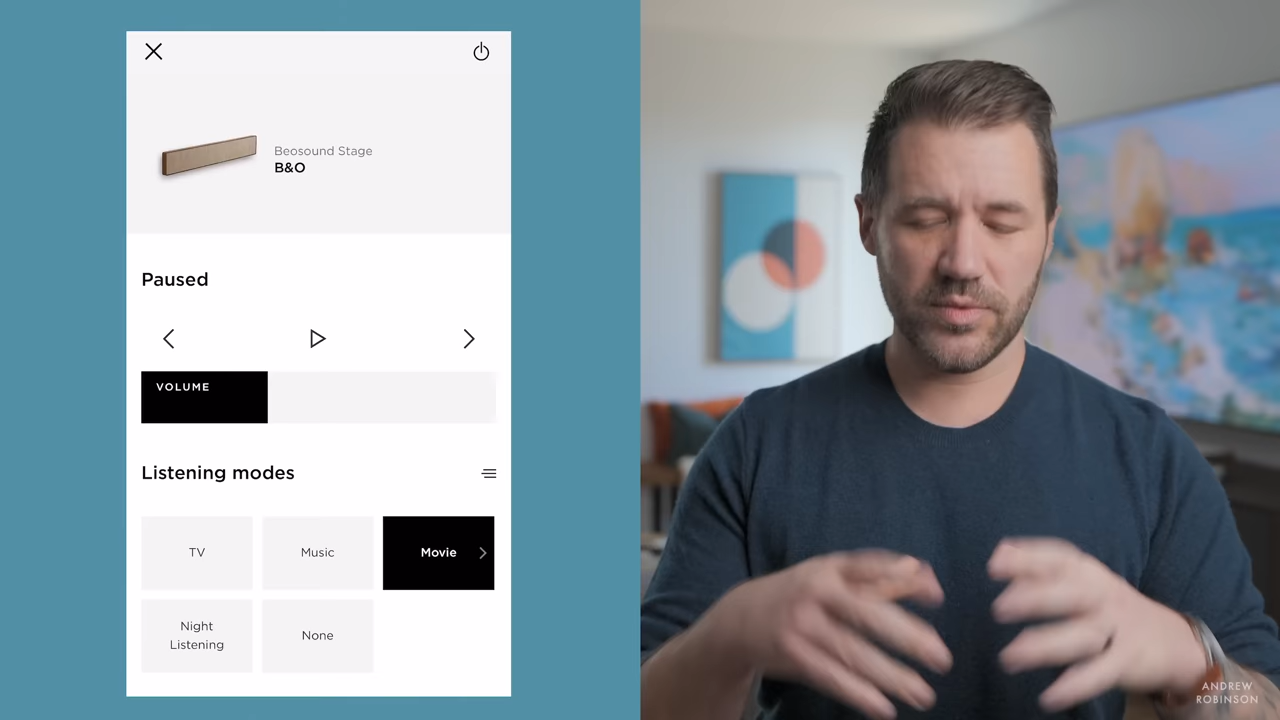 Beosound Stage
B&O
Paused
VOLUME
Listening modes
TV
Music
Movie
Night
Listening
None
ANDREW
ROBINSON